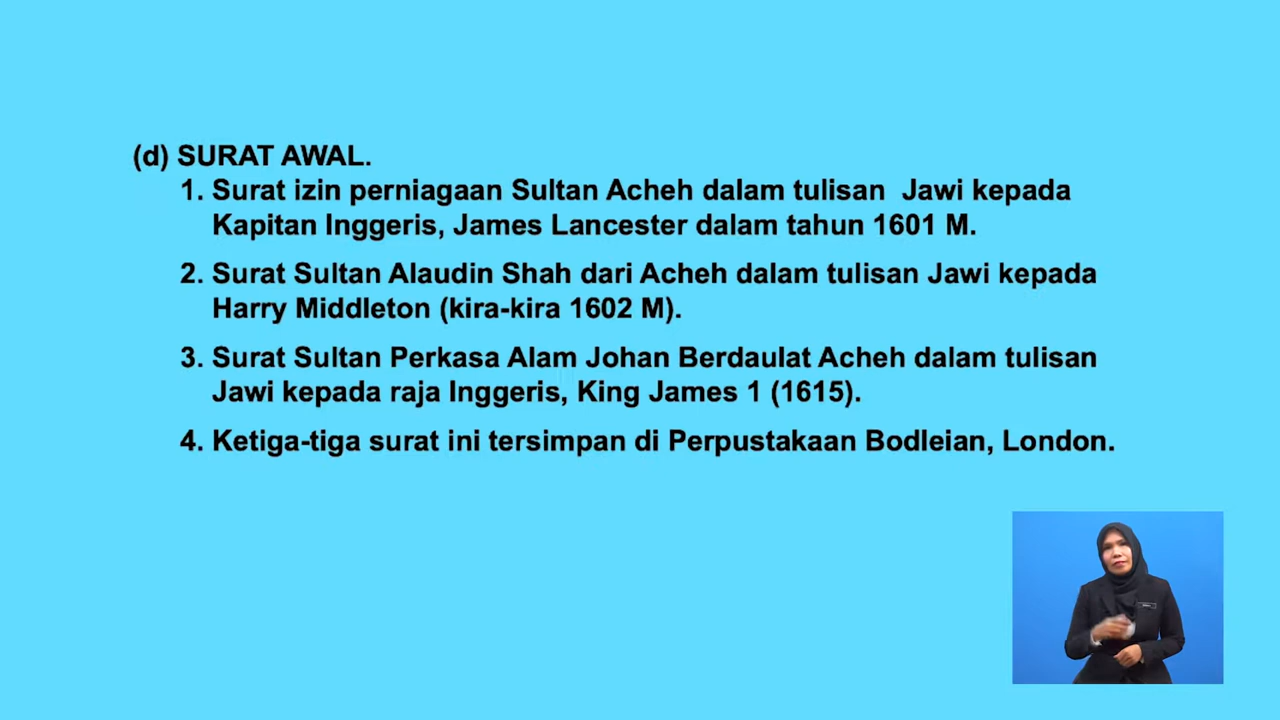 (d) SURAT AWAL.
1. Surat izin perniagaan Sultan Acheh dalam tulisan  Jawi kepada
Kapitan Inggeris, James Lancester dalam tahun 1601 M.
2. Surat Sultan Alaudin Shah dari Acheh dalam tulisan Jawi kepada
Harry Middleton (kira-kira 1602 M).
3. Surat Sultan Perkasa Alam Johan Berdaulat Acheh dalam tulisan
Jawi kepada raja Inggeris, King James 1 (1615).
4. Ketiga-tiga surat ini tersimpan di Perpustakaan Bodleian, London.